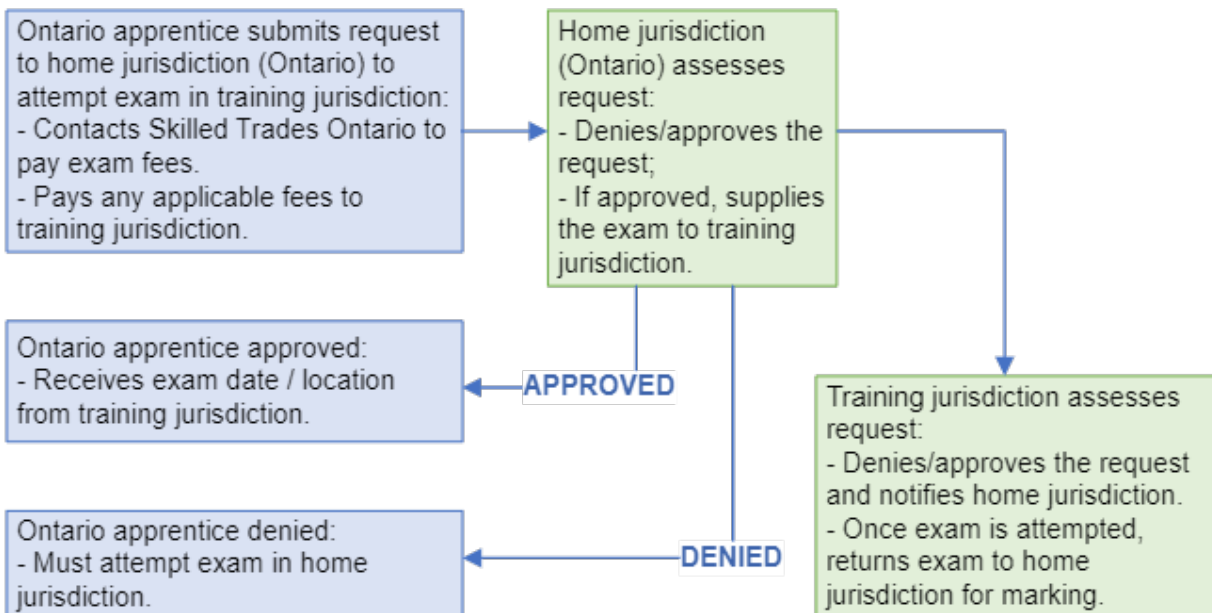 Ontario apprentice submits request
to home jurisdiction (Ontario) to
attempt exam in training jurisdiction:
- Contacts Skilled Trades Ontario to
pay exam fees.
- Pays any applicable fees to
training jurisdiction.
Home jurisdiction
(Ontario) assesses
request:
- Denies/approves the
request;
- If approved, supplies
the exam to training
jurisdiction.
Ontario apprentice approved:
- Receives exam date / location
from training jurisdiction.
APPROVED
Training jurisdiction assesses
request:
- Denies/approves the request
and notifies home jurisdiction.
- Once exam is attempted,
returns exam to home
jurisdiction for marking.
Ontario apprentice denied:
- Must attempt exam in home
jurisdiction.
DENIED